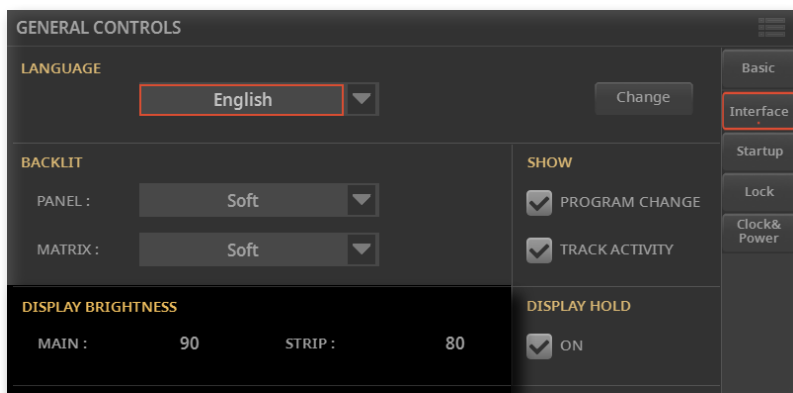 GENERAL CONTROLS
LANGUAGE
English
Change
BACKLIT
PANEL :
Soft
MATRIX :
Soft
SHOW
PROGRAM CHANGE
TRACK ACTIVITY
DISPLAY BRIGHTNESS
MAIN : 90 STRIP : 80
DISPLAY HOLD
ON
Basic
Interface
Startup
Lock
Clock&
Power